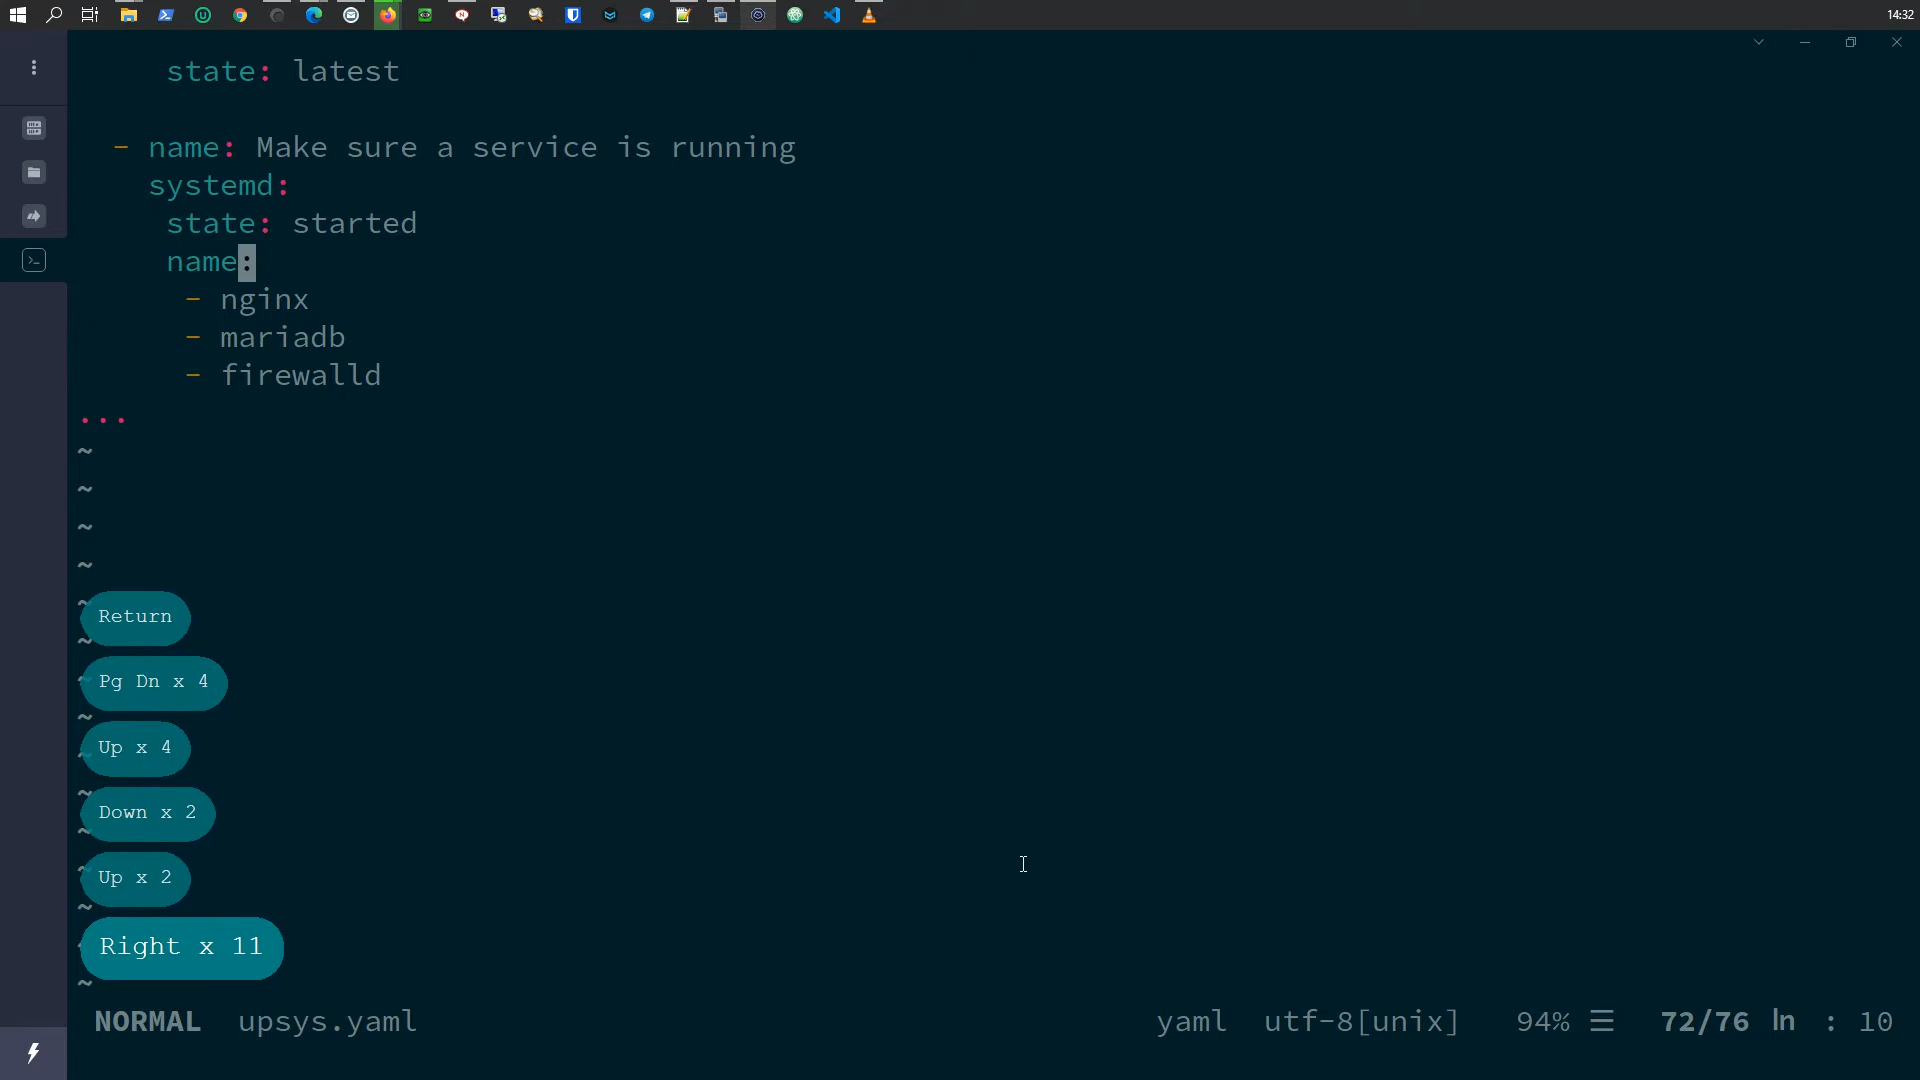 14:32
state: latest
- name: Make sure a service is running
systemd:
state: started
name:
- nginx
- mariadb
- firewalld
...
~
~
~
~
~
Return
~
~
Pg Dn x 4
~
Up x 4
~
~
Down x 2
~
~
Up x 2
~
~
Right x 11
~
NORMAL upsys.yaml yaml utf-8[unix] 94% ☰ 72/76 ln : 10